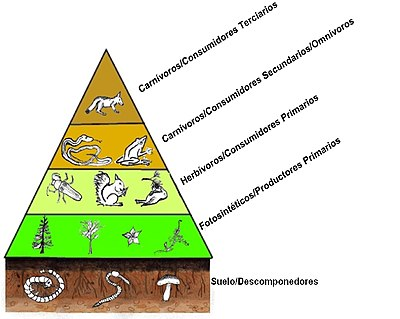 Carnivoros/Consumidores Terciarios
Carnivoros/Consumidores Secundarios/Omnivoros
Herbivoros/Consumidores Primarios
Fotosintéticos/Productores Primarios
Suelo/Descomponedores